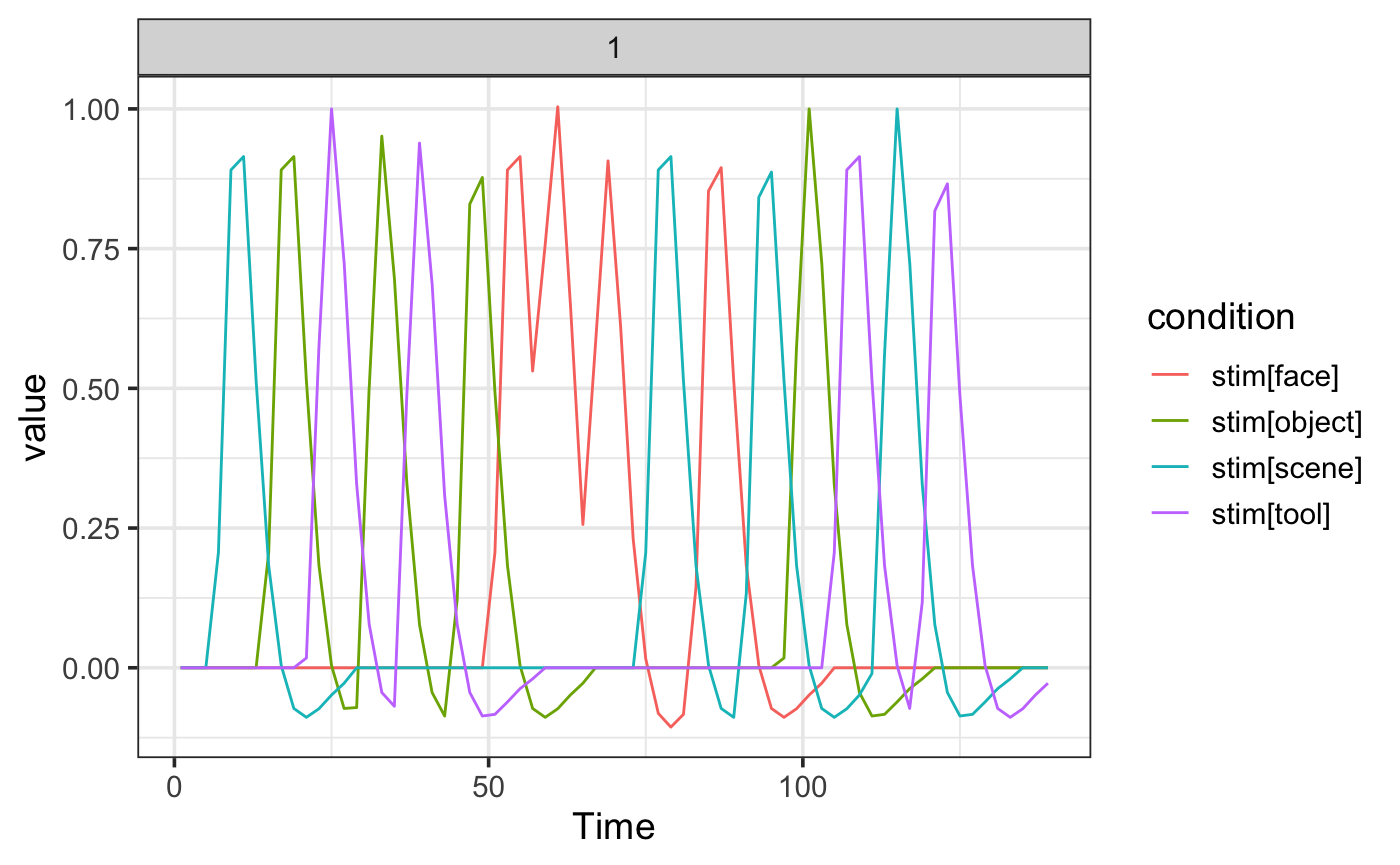 1
1.00
0.75
0.50
0.25
0.00
value
0
50
100
Time
condition
stim[face]
stim[object]
stim[scene]
stim[tool]